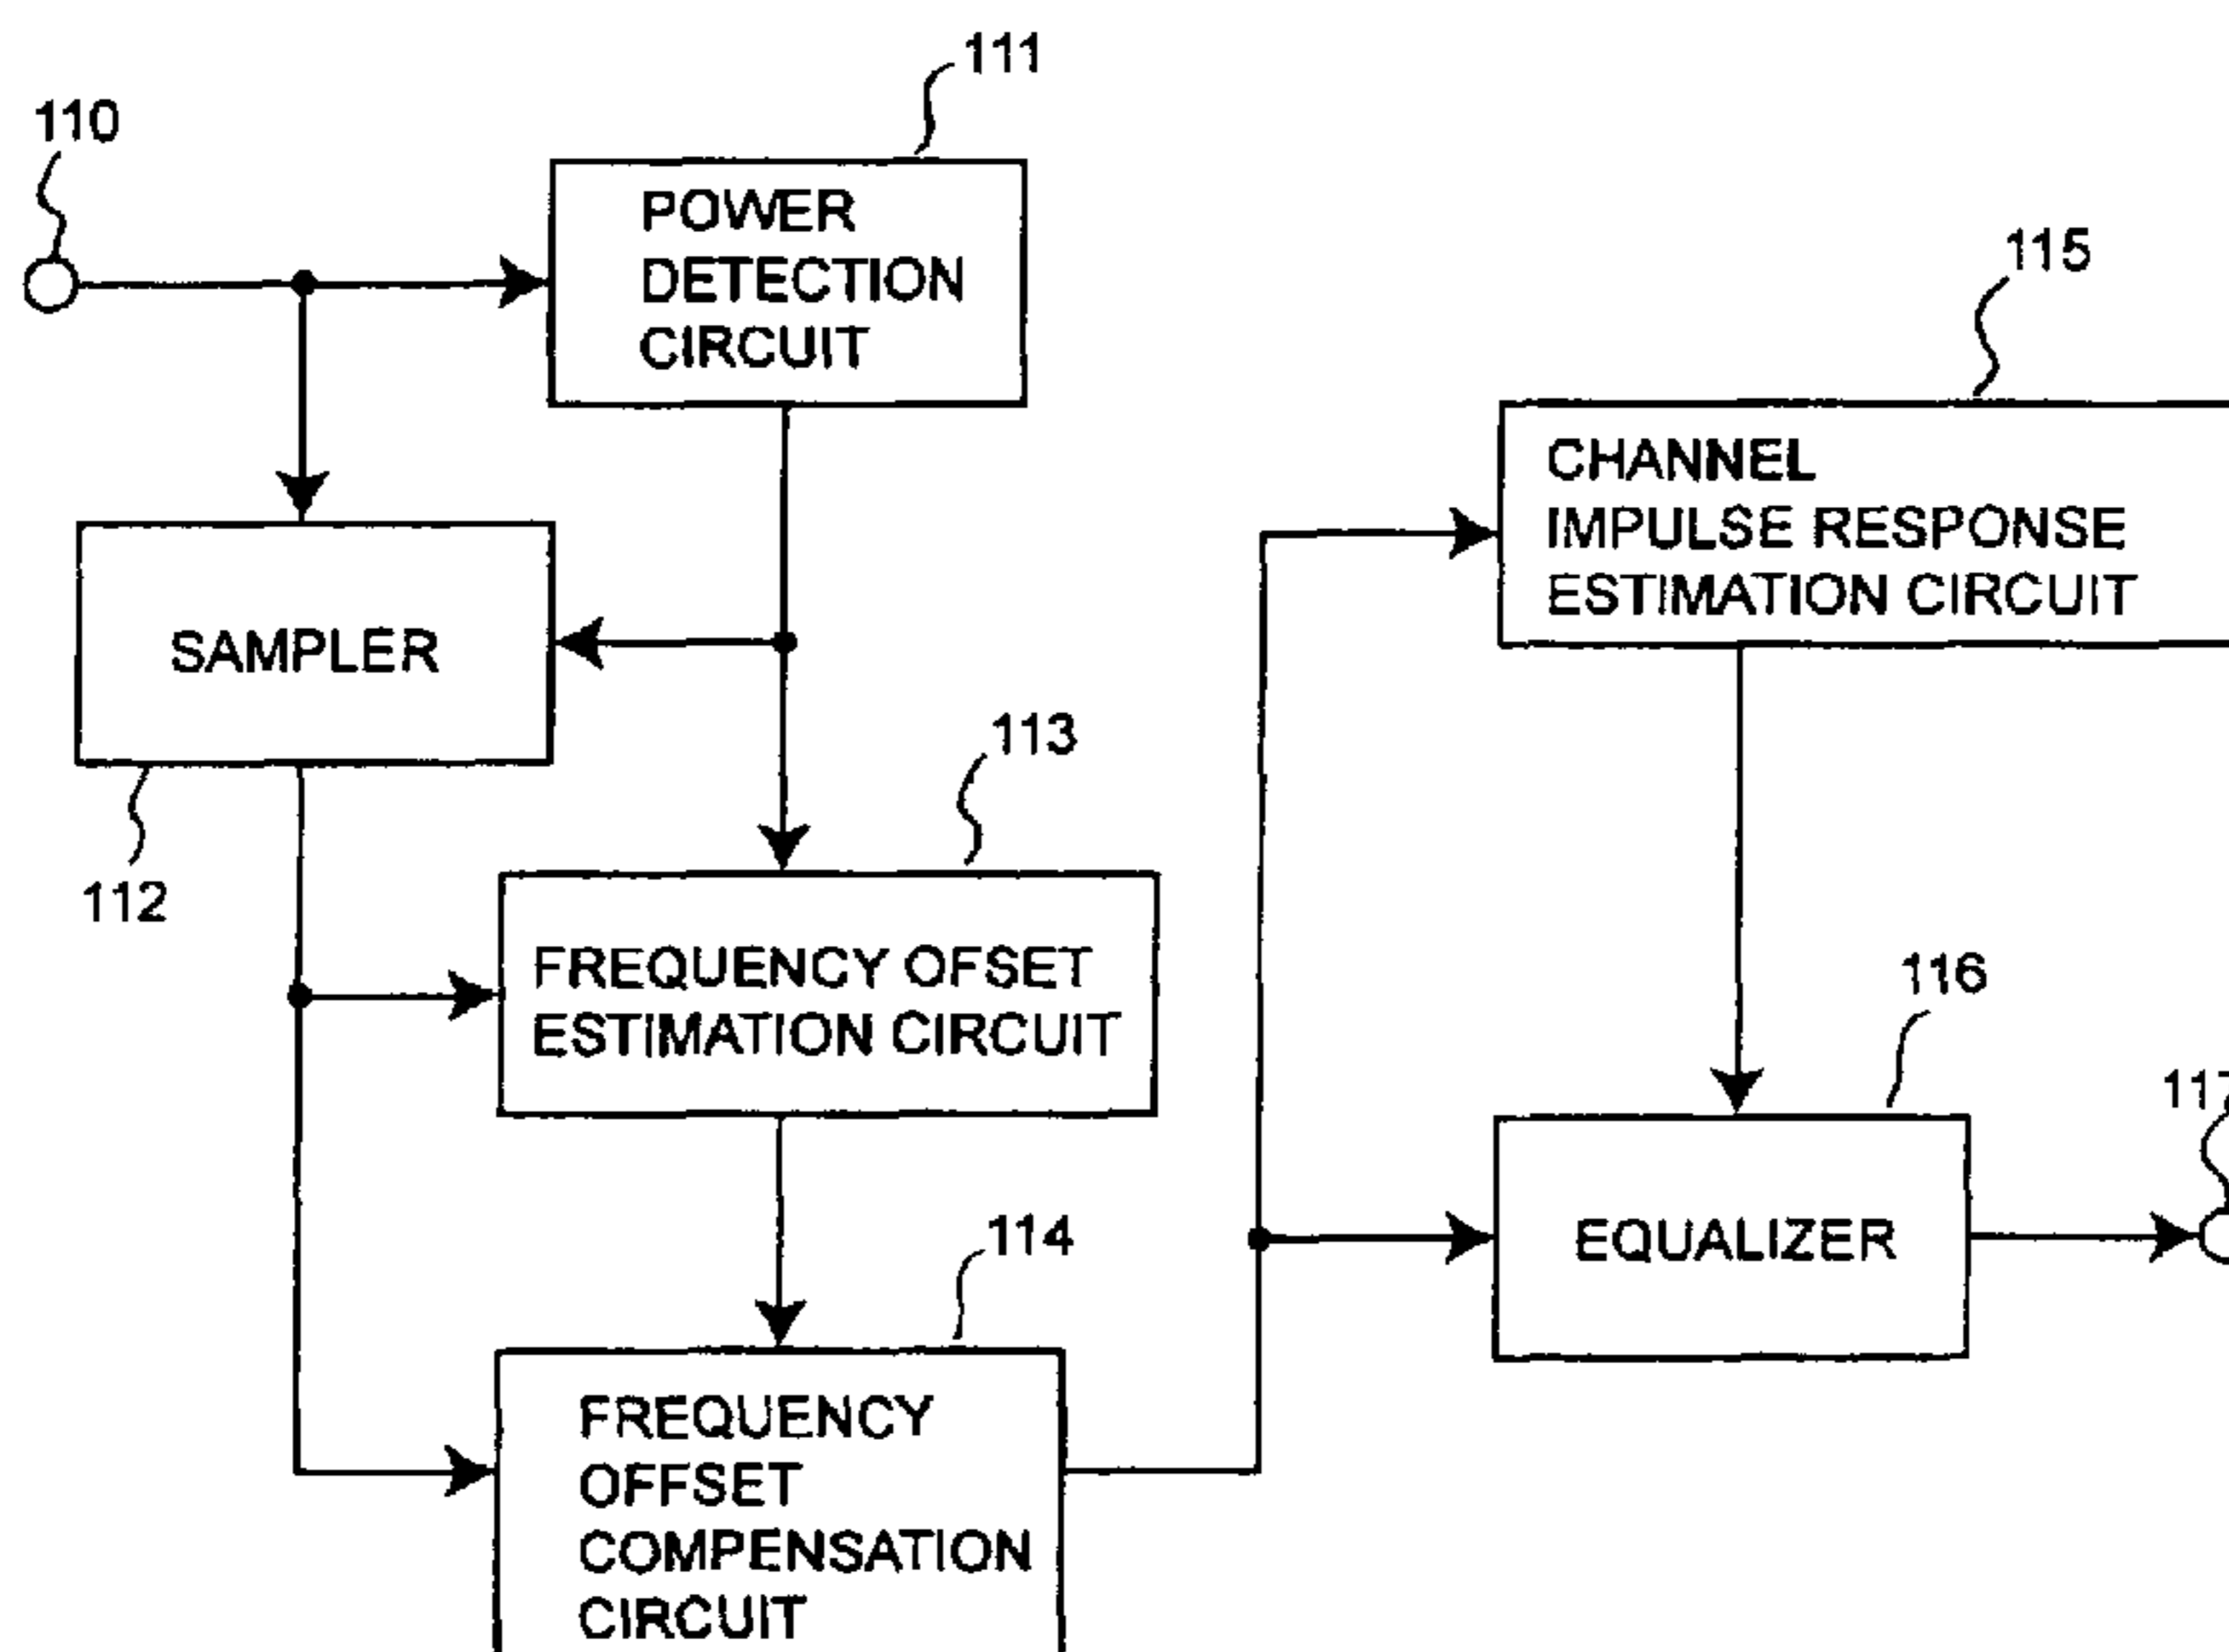 111
110
POWER
DETECTION
CIRCUIT
115
CHANNEL
IMPULSE RESPONSE
ESTIMATION CIRCUIT
SAMPLER
113
112
FREQUENCY OFSET
ESTIMATION CIRCUIT
116
117
EQUALIZER
114
FREQUENCY
OFFSET
COMPENSATION
CIRCUIT